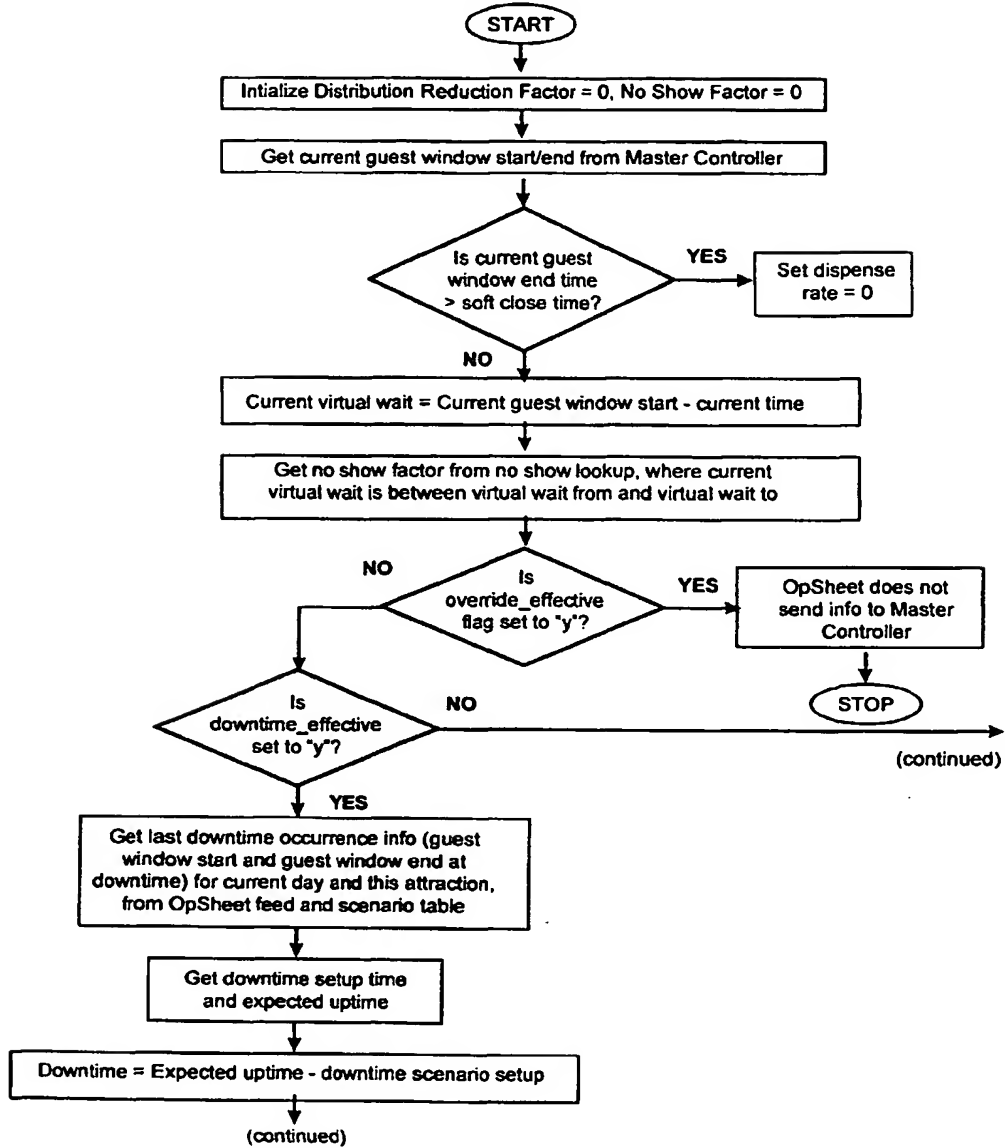 START
Intialize Distribution Reduction Factor = 0, No Show Factor = 0
Get current guest window start/end from Master Controller
Is current guest
window end time
> soft close time?
YES
Set dispense
rate = 0
NO
Current virtual wait = Current guest window start - current time
Get no show factor from no show lookup, where current
virtual wait is between virtual wait from and virtual wait to
NO
Is
override_effective
flag set to "y"?
YES
OpSheet does not
send info to Master
Controller
STOP
Is
downtime_effective
set to "y"?
NO
(continued)
YES
Get last downtime occurrence info (guest
window start and guest window end at
downtime) for current day and this attraction,
from OpSheet feed and scenario table
Get downtime setup time
and expected uptime
Downtime = Expected uptime - downtime scenario setup
(continued)